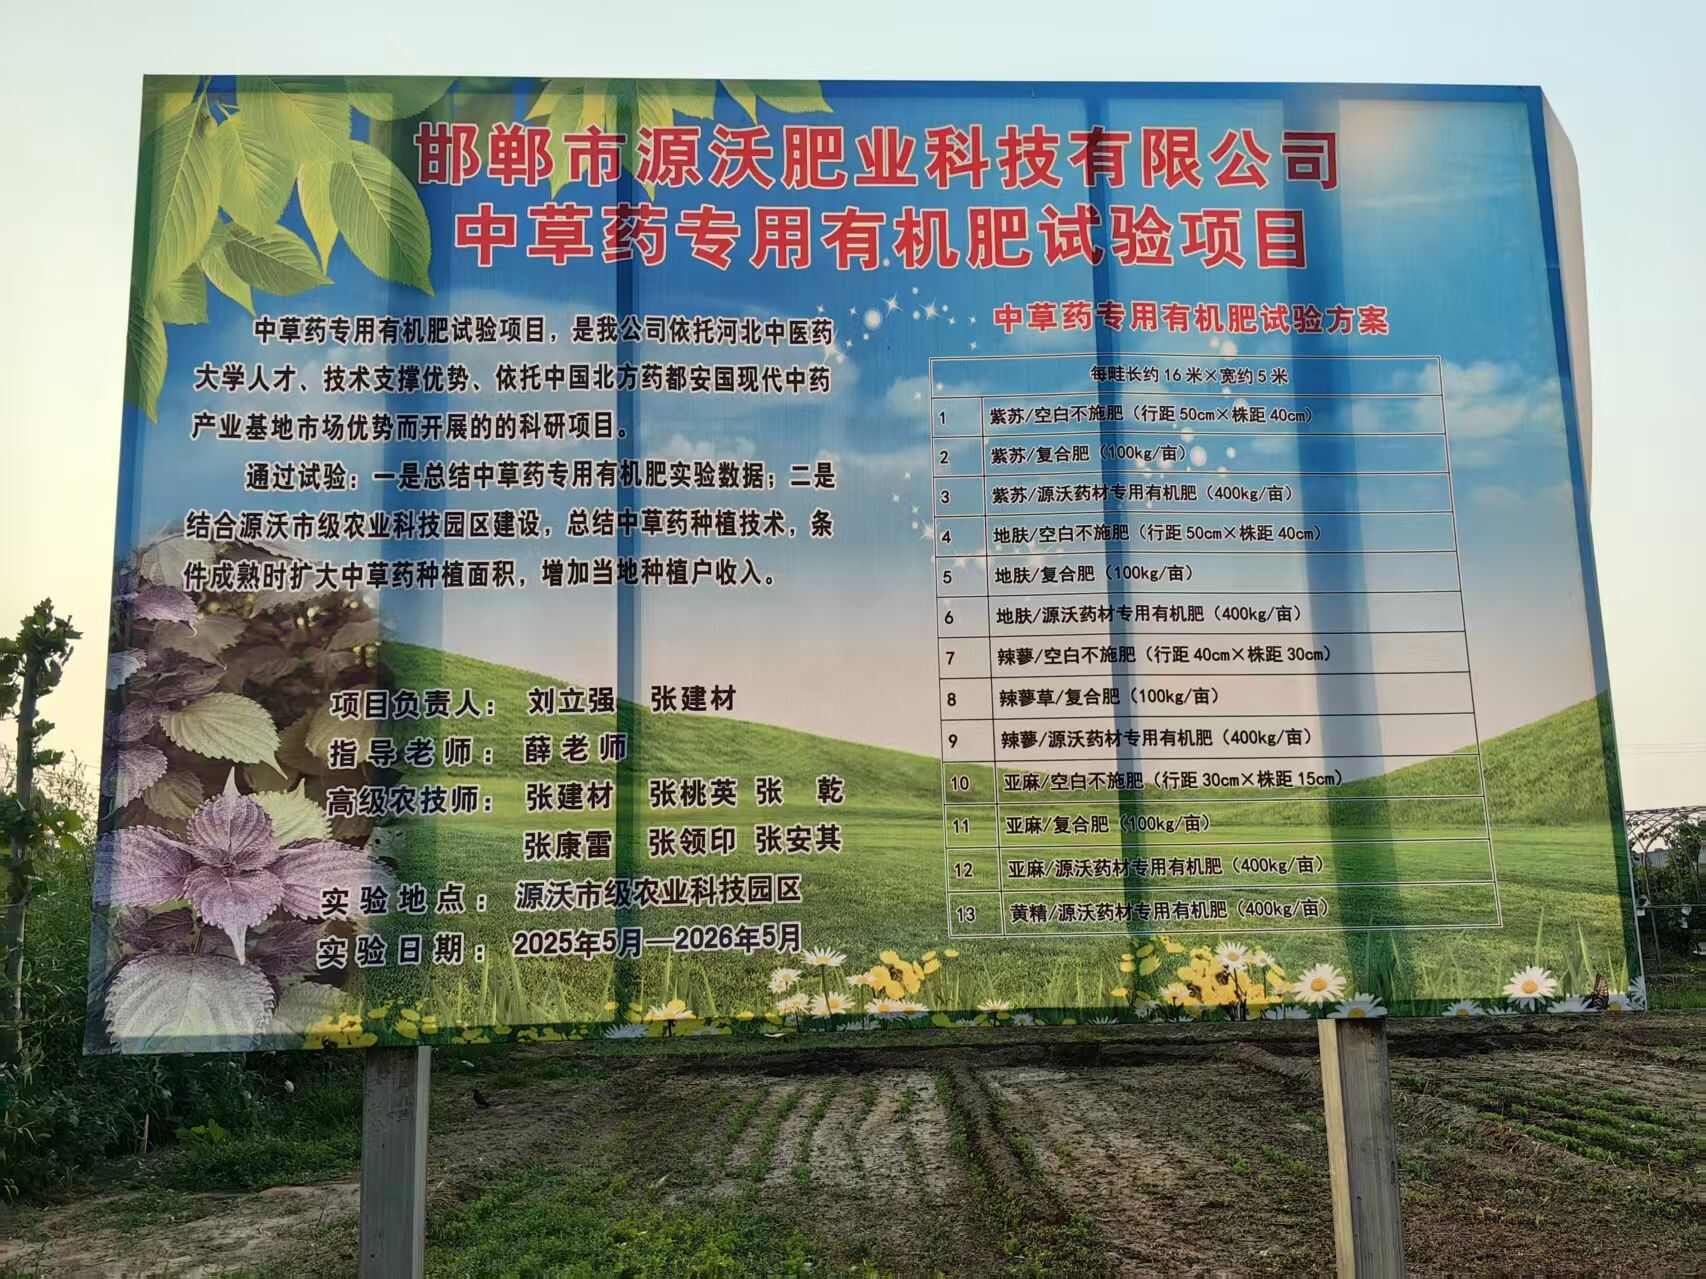 邯郸市源沃肥业科技有限公司
中草药专用有机肥试验项目
中草药专用有机肥试验项目，是我公司依托河北中医药
大学人才、技术支撑优势、依托中国北方药都安国现代中药
产业基地市场优势而开展的的科研项目。
通过试验：一是总结中草药专用有机肥实验数据；二是
结合源沃市级农业科技园区建设，总结中草药种植技术，条
件成熟时扩大中草药种植面积，增加当地种植户收入。
项目负责人： 刘立强 张建材
指导老师： 薛老师
高级农技师： 张建材 张桃英 张 乾
张康雷 张领印 张安其
实验地点： 源沃市级农业科技园区
实验日期： 2025年5月—2026年5月
中草药专用有机肥试验方案
每畦长约16米×宽约5米
1 紫苏/空白不施肥（行距50cm×株距40cm）
2 紫苏/复合肥（100kg/亩）
3 紫苏/源沃药材专用有机肥（400kg/亩）
4 地肤/空白不施肥（行距50cm×株距40cm）
5 地肤/复合肥（100kg/亩）
6 地肤/源沃药材专用有机肥（400kg/亩）
7 辣蓼/空白不施肥（行距40cm×株距30cm）
8 辣蓼草/复合肥（100kg/亩）
9 辣蓼/源沃药材专用有机肥（400kg/亩）
10 亚麻/空白不施肥（行距30cm×株距15cm）
11 亚麻/复合肥（100kg/亩）
12 亚麻/源沃药材专用有机肥（400kg/亩）
13 黄精/源沃药材专用有机肥（400kg/亩）